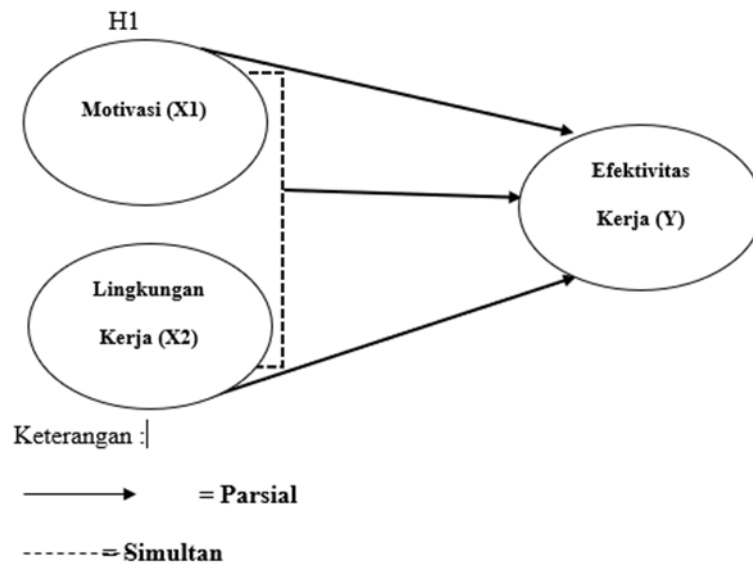 H1
Motivasi (X1)
Efektivitas
Kerja (Y)
Lingkungan
Kerja (X2)
Keterangan :
= Parsial
= Simultan